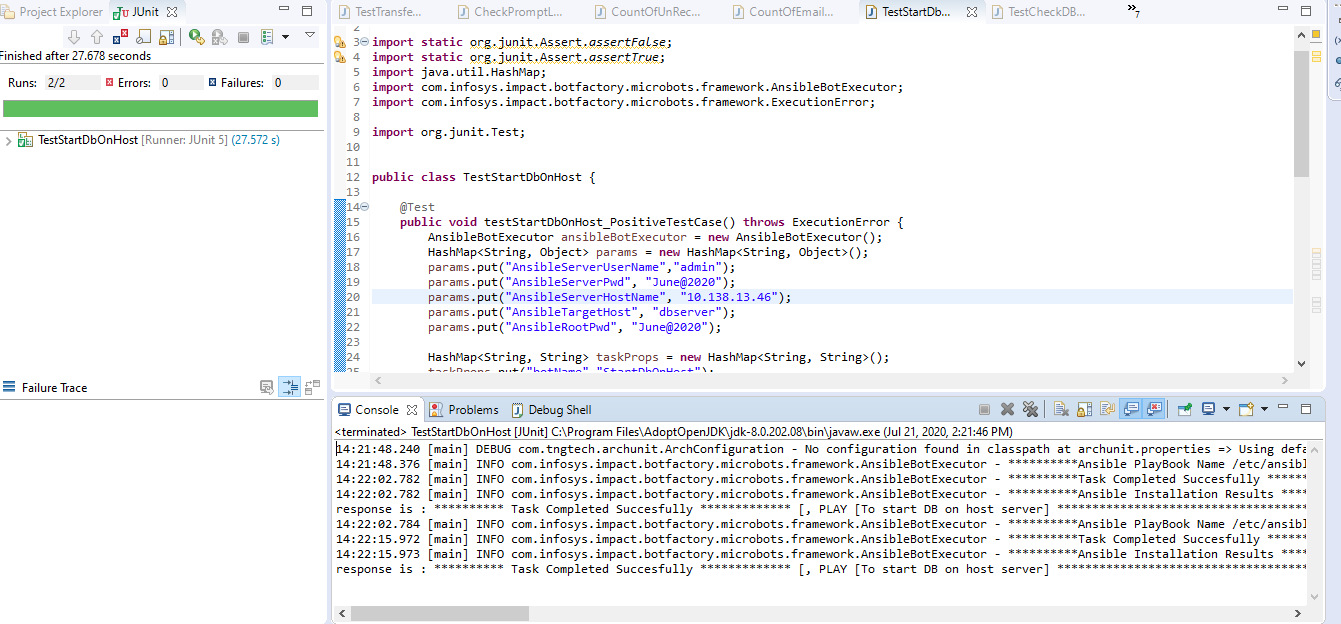 Project Explorer JUnit
Finished after 27.678 seconds
Runs: 2/2 Errors: 0 Failures: 0
TestStartDbOnHost [Runner: JUnit 5] (27.572 s)
Failure Trace
TestTransfe... CheckPromptL... CountOfUnRec... CountOfEmail... TestStartDb... TestCheckDB... »7
2
3 import static org.junit.Assert.assertFalse;
4 import static org.junit.Assert.assertTrue;
5 import java.util.HashMap;
6 import com.infosys.impact.botfactory.microbots.framework.AnsibleBotExecutor;
7 import com.infosys.impact.botfactory.microbots.framework.ExecutionError;
8
9 import org.junit.Test;
10
11
12 public class TestStartDbOnHost {
13
14 @Test
15 public void testStartDbOnHost_PositiveTestCase() throws ExecutionError {
16 AnsibleBotExecutor ansibleBotExecutor = new AnsibleBotExecutor();
17 HashMap<String, Object> params = new HashMap<String, Object>();
18 params.put("AnsibleServerUserName","admin");
19 params.put("AnsibleServerPwd", "June@2020");
20 params.put("AnsibleServerHostName", "10.138.13.46");
21 params.put("AnsibleTargetHost", "dbserver");
22 params.put("AnsibleRootPwd", "June@2020");
23
24 HashMap<String, String> taskProps = new HashMap<String, String>();
25 taskProps.put("botName","StartDbOnHost");
Console Problems Debug Shell
<terminated> TestStartDbOnHost [JUnit] C:\Program Files\AdoptOpenJDK\jdk-8.0.202.08\bin\javaw.exe (Jul 21, 2020, 2:21:46 PM)
14:21:48.240 [main] DEBUG com.tngtech.archunit.ArchConfiguration - No configuration found in classpath at archunit.properties => Using defa
14:21:48.376 [main] INFO com.infosys.impact.botfactory.microbots.framework.AnsibleBotExecutor - **********Ansible PlayBook Name /etc/ansibl
14:22:02.782 [main] INFO com.infosys.impact.botfactory.microbots.framework.AnsibleBotExecutor - **********Task Completed Succesfully ******
14:22:02.782 [main] INFO com.infosys.impact.botfactory.microbots.framework.AnsibleBotExecutor - **********Ansible Installation Results ****
response is : ********** Task Completed Succesfully ************* [, PLAY [To start DB on host server] ************************************
14:22:02.784 [main] INFO com.infosys.impact.botfactory.microbots.framework.AnsibleBotExecutor - **********Ansible PlayBook Name /etc/ansibl
14:22:15.972 [main] INFO com.infosys.impact.botfactory.microbots.framework.AnsibleBotExecutor - **********Task Completed Succesfully ******
14:22:15.973 [main] INFO com.infosys.impact.botfactory.microbots.framework.AnsibleBotExecutor - **********Ansible Installation Results ****
response is : ********** Task Completed Succesfully ************* [, PLAY [To start DB on host server] ************************************